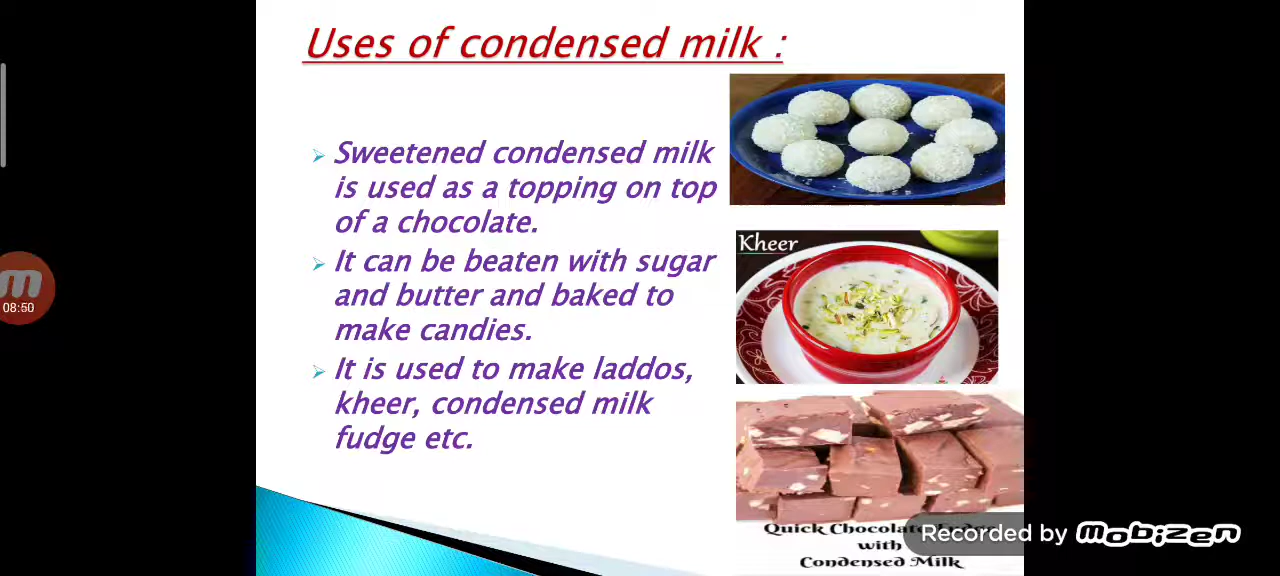 Uses of condensed milk :
Sweetened condensed milk
is used as a topping on top
of a chocolate.
It can be beaten with sugar
and butter and baked to
make candies.
It is used to make laddos,
kheer, condensed milk
fudge etc.
Kheer
Quick Chocolate
with
Condensed Milk
08:50
Recorded by mobizen